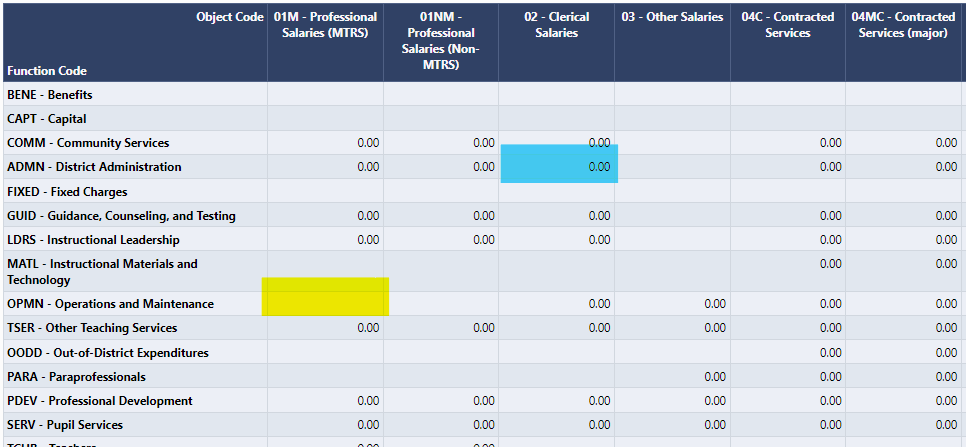 Object Code 01M - Professional Salaries (MTRS) 01NM - Professional Salaries (Non-MTRS) 02 - Clerical Salaries 03 - Other Salaries 04C - Contracted Services 04MC - Contracted Services (major)
Function Code
BENE - Benefits
CAPT - Capital
COMM - Community Services 0.00 0.00 0.00 0.00 0.00
ADMN - District Administration 0.00 0.00 0.00 0.00 0.00
FIXED - Fixed Charges
GUID - Guidance, Counseling, and Testing 0.00 0.00 0.00 0.00 0.00
LDRS - Instructional Leadership 0.00 0.00 0.00 0.00 0.00
MATL - Instructional Materials and 0.00 0.00
Technology
OPMN - Operations and Maintenance 0.00 0.00 0.00 0.00
TSER - Other Teaching Services 0.00 0.00 0.00 0.00 0.00 0.00
OODD - Out-of-District Expenditures 0.00 0.00
PARA - Paraprofessionals 0.00 0.00 0.00
PDEV - Professional Development 0.00 0.00 0.00 0.00 0.00 0.00
SERV - Pupil Services 0.00 0.00 0.00 0.00 0.00 0.00